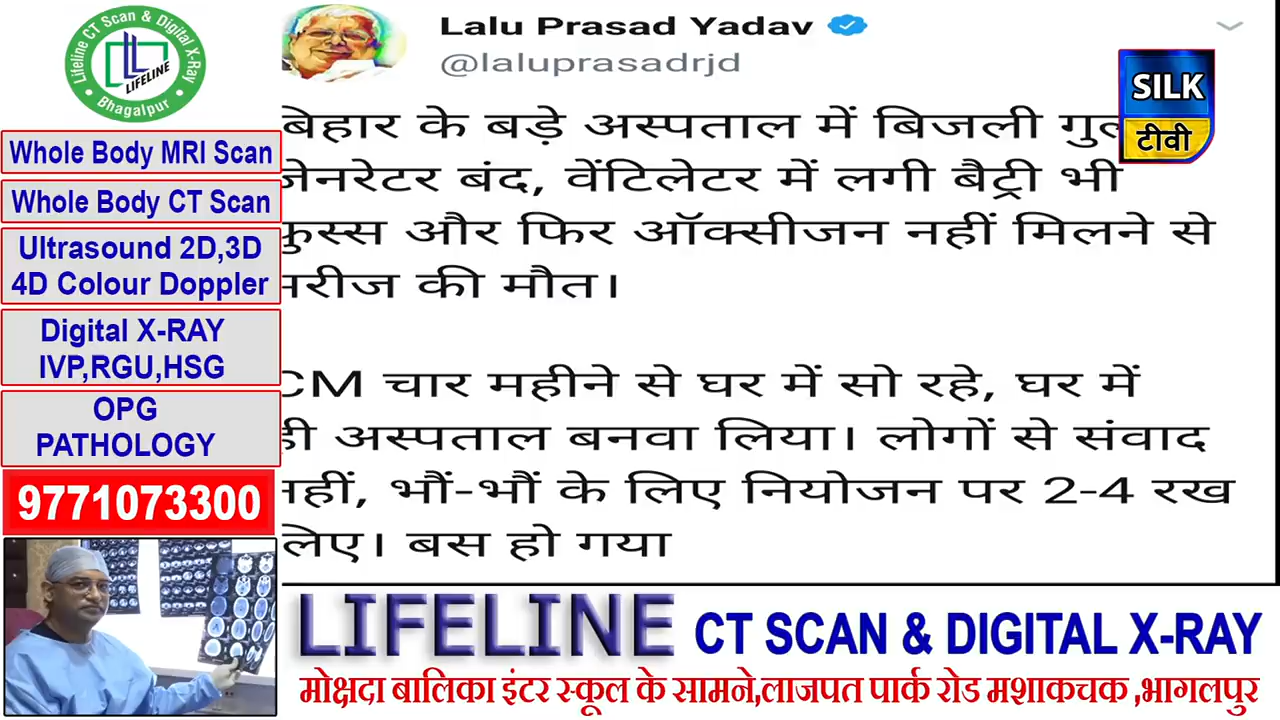 Lifeline CT Scan & Digital X-Ray
LIFELINE
Bhagalpur
Whole Body MRI Scan
Whole Body CT Scan
Ultrasound 2D,3D
4D Colour Doppler
Digital X-RAY
IVP,RGU,HSG
OPG
PATHOLOGY
9771073300
Lalu Prasad Yadav
@laluprasadrjd
SILK
टीवी
बिहार के बड़े अस्पताल में बिजली
जेनरेटर बंद, वेंटिलेटर में लगी बैट्री भी
फुस्स और फिर ऑक्सीजन नहीं मिलने से
मरीज की मौत।
CM चार महीने से घर में सो रहे, घर में
ही अस्पताल बनवा लिया। लोगों से संवाद
नहीं, भौं-भौं के लिए नियोजन पर 2-4 रख
लिए। बस हो गया
LIFELINE CT SCAN & DIGITAL X-RAY
मोक्षदा बालिका इंटर स्कूल के सामने,लाजपत पार्क रोड मशाकचक ,भागलपुर